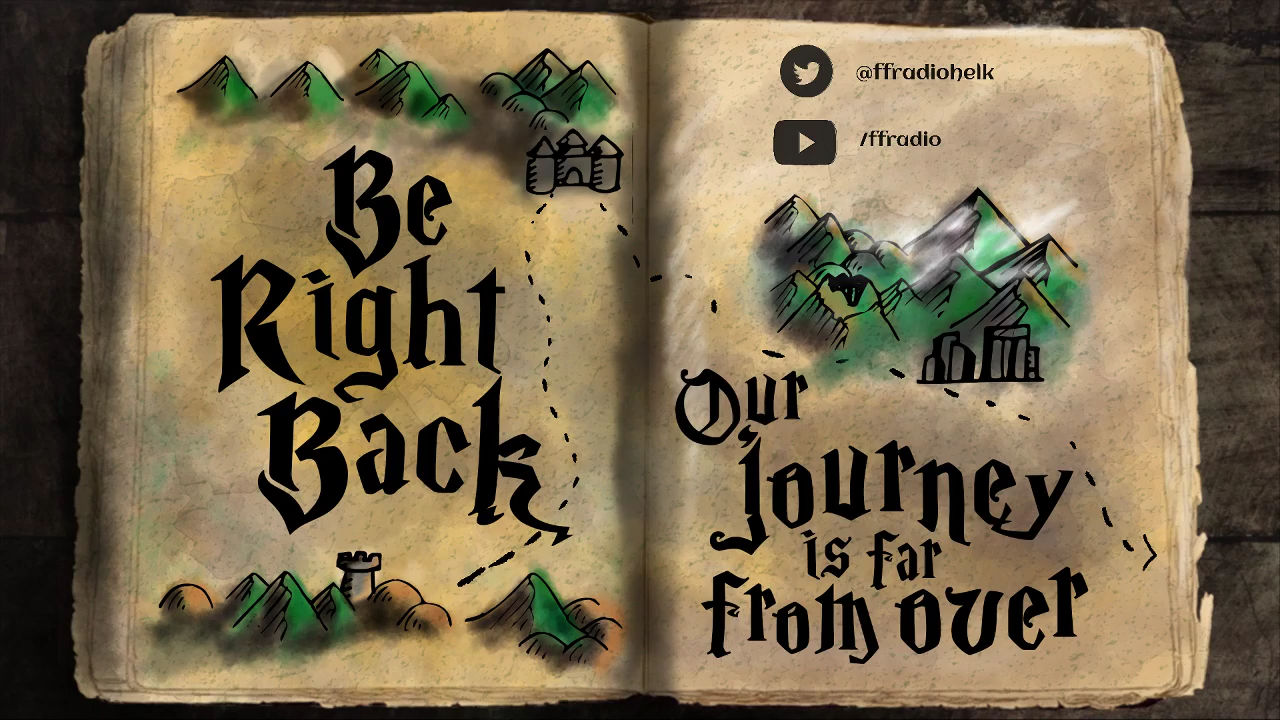 Be
Right
Back
@ffradiohelk
/ffradio
Our
journey
is far
from over